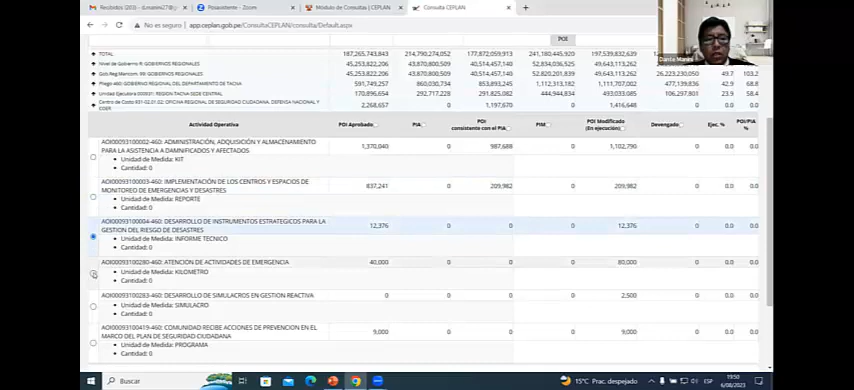 Recibidos (203) - d.manes27@gm
Posaxidente - Zoom
Módulo de Consultas | CEPLAN
Consulta CEPLAN
No es seguro | app.ceplan.gob.pe/ConsultaCEPLAN/consulta/Default.aspx
POI
TOTAL 187,265,743,843 214,790,274,052 177,872,059,913 241,180,445,920 197,539,832,639
Nivel de Gobierno R: GOBIERNOS REGIONALES 45,253,822,206 43,870,800,509 40,514,457,140 52,834,036,525 49,643,113,262
Gob.Reg/Mancom. 99: GOBIERNOS REGIONALES 45,253,822,206 43,870,800,509 40,514,457,140 52,820,201,839 49,643,113,262 26,223,230,050 49.7 103.2
Pliego 460: GOBIERNO REGIONAL DEL DEPARTAMENTO DE TACNA 591,749,257 860,030,734 853,893,245 1,112,313,182 1,111,707,002 477,139,836 42.9 68.8
Unidad Ejecutora 000931: REGION TACNA-SEDE CENTRAL 170,896,354 292,717,228 291,825,082 444,944,834 493,033,085 106,297,801 23.9 58.4
Centro de Costo 931-02.01.22: OFICINA REGIONAL DE SEGURIDAD CIUDADANA, DEFENSA NACIONAL Y 2,268,657 0 1,197,670 0 1,416,648
Actividad Operativa POI Aprobado PIA POI consistente con el PIA PIM POI Modificado (En ejecución) Devengado Ejec. % POI/PIA %
AOI00093100002-460: ADMINISTRACIÓN, ADQUISICIÓN Y ALMACENAMIENTO PARA LA ASISTENCIA A DAMNIFICADOS Y AFECTADOS 1,370,040 0 987,688 0 1,102,790 0 0.0 0.0
• Unidad de Medida: KIT
• Cantidad: 0
AOI00093100003-460: IMPLEMENTACIÓN DE LOS CENTROS Y ESPACIOS DE MONITOREO DE EMERGENCIAS Y DESASTRES 837,241 0 209,982 0 209,982 0 0.0 0.0
• Unidad de Medida: REPORTE
• Cantidad: 0
AOI00093100004-460: DESARROLLO DE INSTRUMENTOS ESTRATEGICOS PARA LA GESTION DEL RIESGO DE DESASTRES 12,376 0 0 0 12,376 0 0.0 0.0
• Unidad de Medida: INFORME TECNICO
• Cantidad: 0
AOI00093100280-460: ATENCION DE ACTIVIDADES DE EMERGENCIA 40,000 0 0 0 80,000 0 0.0 0.0
• Unidad de Medida: KILOMETRO
• Cantidad: 0
AOI00093100283-460: DESARROLLO DE SIMULACROS EN GESTION REACTIVA 0 0 0 0 2,500 0 0.0 0.0
• Unidad de Medida: SIMULACRO
• Cantidad: 0
AOI00093100419-460: COMUNIDAD RECIBE ACCIONES DE PREVENCION EN EL MARCO DEL PLAN DE SEGURIDAD CIUDADANA 9,000 0 0 0 9,000 0 0.0 0.0
• Unidad de Medida: PROGRAMA
• Cantidad: 0
Buscar
15°C Prac. despejado
ESP
19:50
6/08/2023